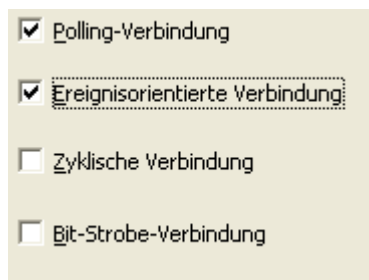 Polling-Verbindung
Ereignisorientierte Verbindung
Zyklische Verbindung
Bit-Strobe-Verbindung